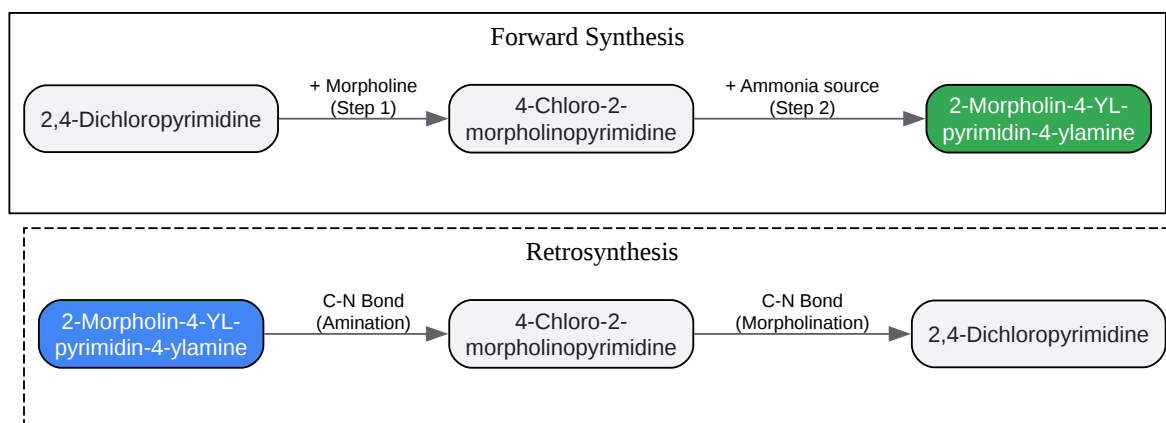 Forward Synthesis
2,4-Dichloropyrimidine
+ Morpholine
(Step 1)
4-Chloro-2-
morpholinopyrimidine
+ Ammonia source
(Step 2)
2-Morpholin-4-YL-
pyrimidin-4-ylamine
Retrosynthesis
2-Morpholin-4-YL-
pyrimidin-4-ylamine
C-N Bond
(Amination)
4-Chloro-2-
morpholinopyrimidine
C-N Bond
(Morpholination)
2,4-Dichloropyrimidine